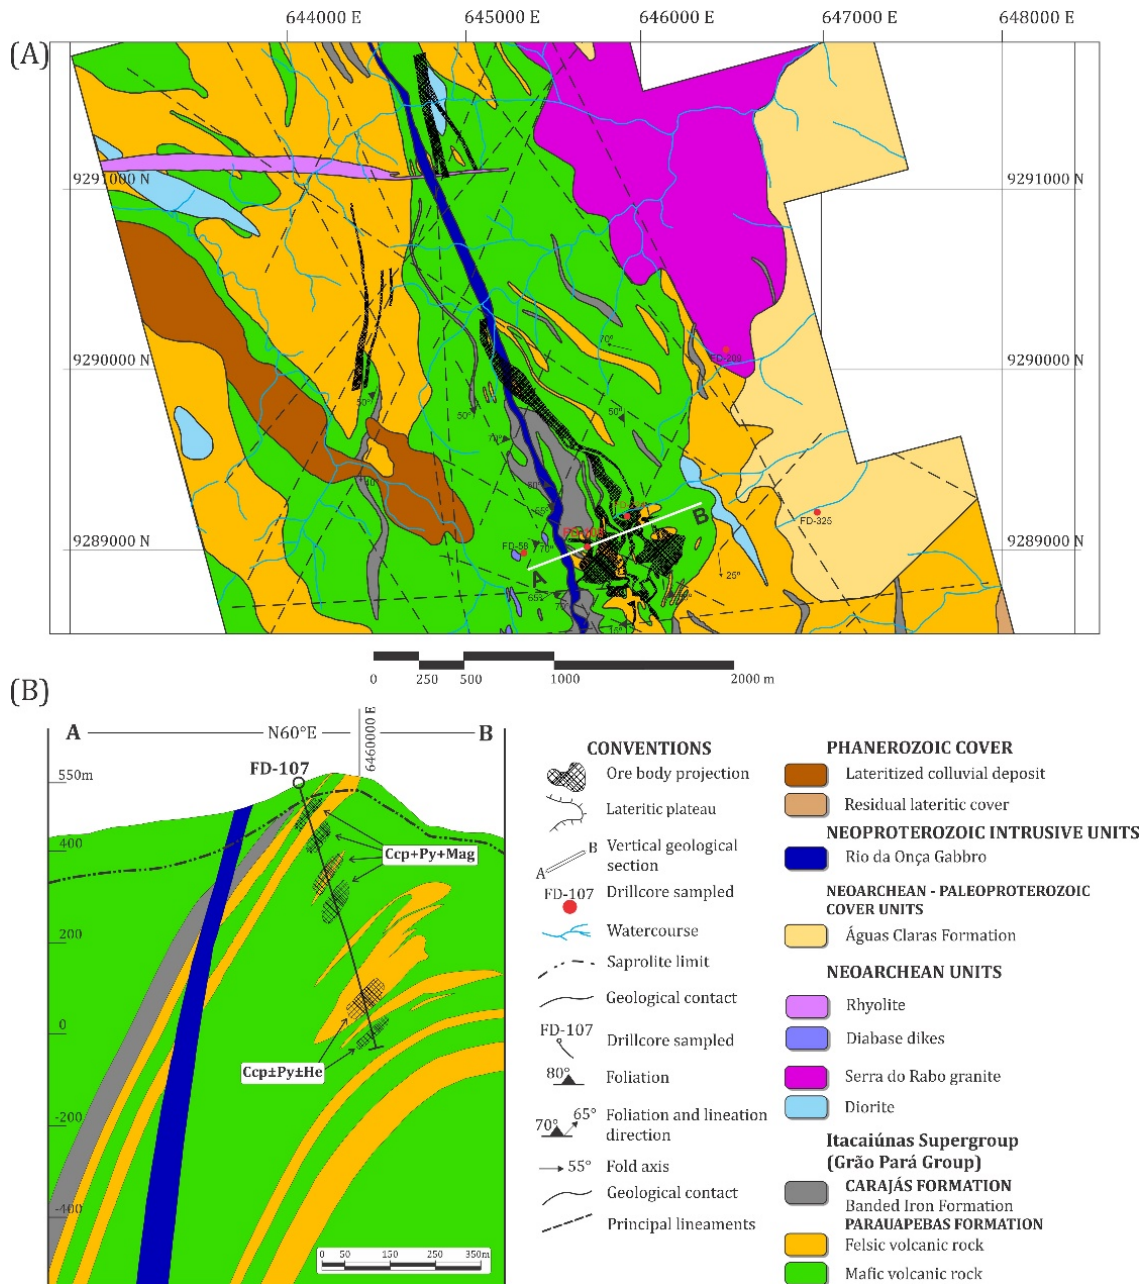 644000 E 645000 E 646000 E 647000 E 648000 E
(A)
9291000 N 9291000 N
9290000 N 9290000 N
70°
FD-200
50°
50°
50°
FD-325
FD-58
70°
9289000 N 9289000 N
A B
65°
25°
0 250 500 1000 2000 m
(B)
A N60°E B
6460000 E
FD-107
550m
400
200
0
-200
-400
Ccp+Py+Mag
Ccp±Py±He
0 50 150 250 350m
CONVENTIONS
Ore body projection
Lateritic plateau
A B
Vertical geological
section
FD-107 Drillcore sampled
Watercourse
Saprolite limit
Geological contact
FD-107
Drillcore sampled
80°
Foliation
70° 65° Foliation and lineation
direction
55° Fold axis
Geological contact
Principal lineaments
PHANEROZOIC COVER
Lateritized colluvial deposit
Residual lateritic cover
NEOPROTEROZOIC INTRUSIVE UNITS
Rio da Onça Gabbro
NEOARCHEAN - PALEOPROTEROZOIC
COVER UNITS
Águas Claras Formation
NEOARCHEAN UNITS
Rhyolite
Diabase dikes
Serra do Rabo granite
Diorite
Itacaiúnas Supergroup
(Grão Pará Group)
CARAJÁS FORMATION
Banded Iron Formation
PARAUAPEBAS FORMATION
Felsic volcanic rock
Mafic volcanic rock